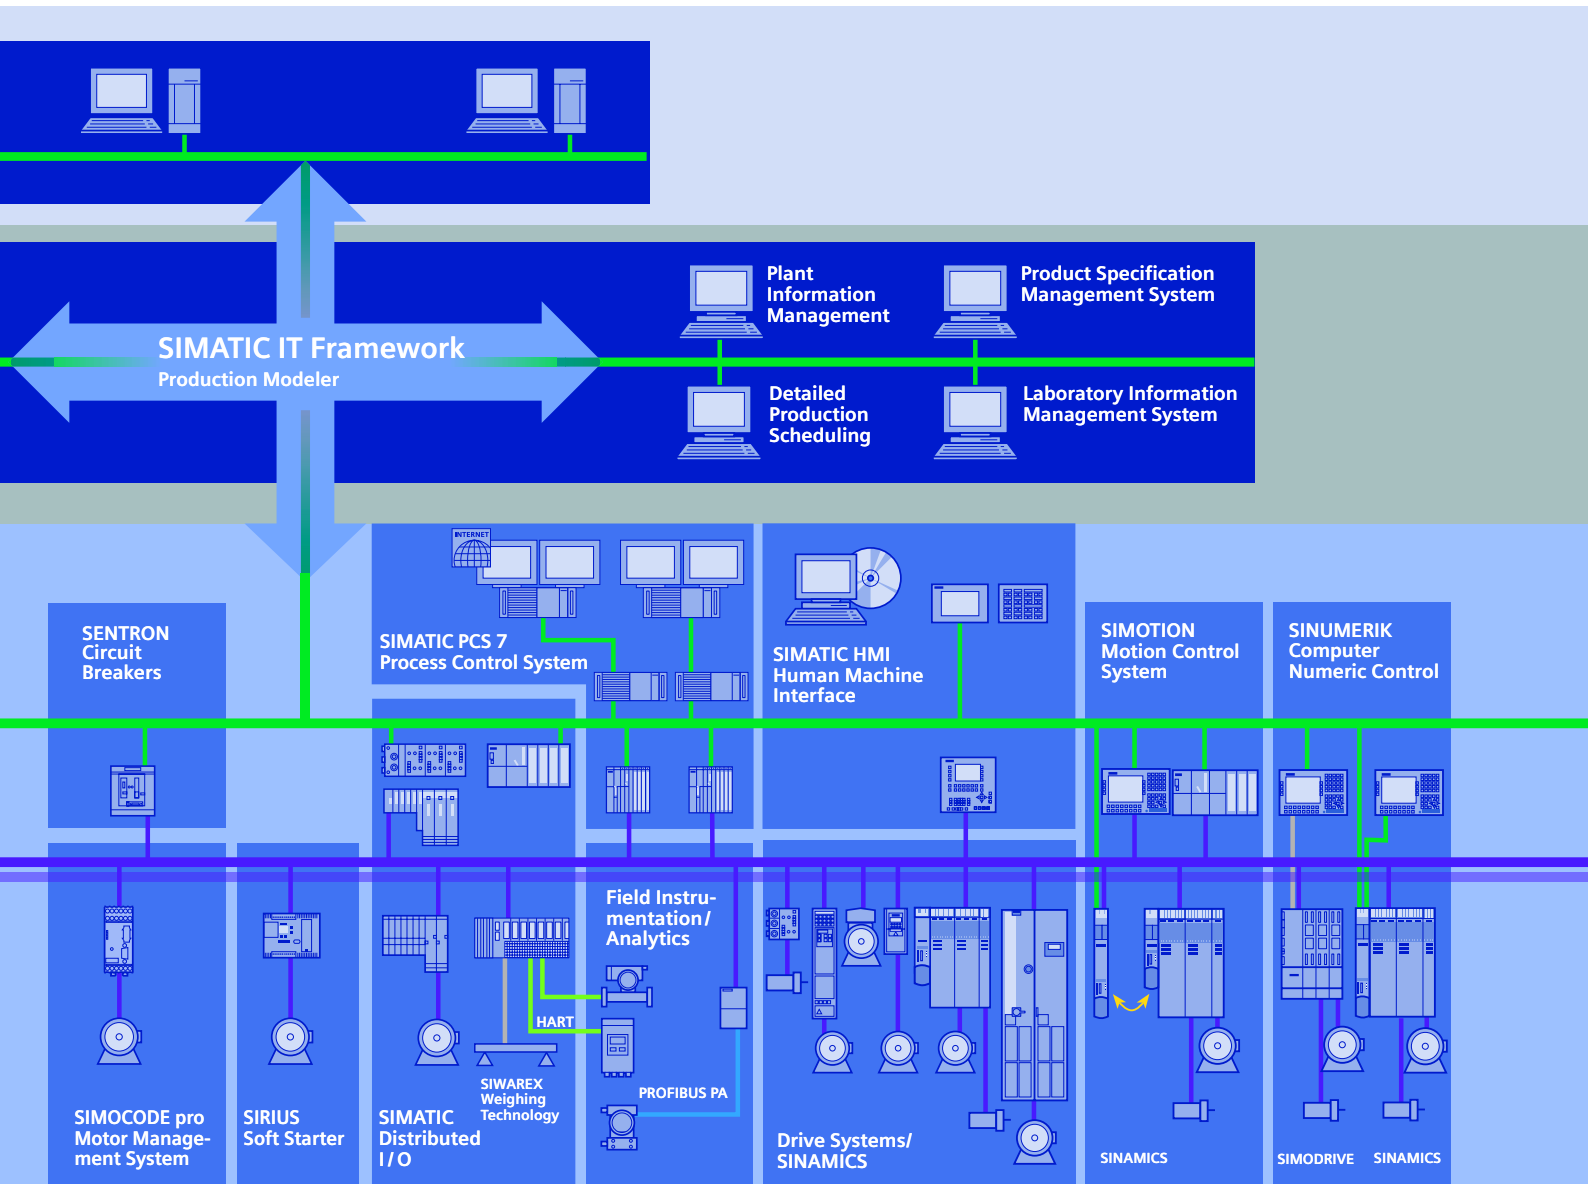 Plant
Information
Management
Product Specification
Management System
SIMATIC IT Framework
Production Modeler
Detailed
Production
Scheduling
Laboratory Information
Management System
INTERNET
SENTRON
Circuit
Breakers
SIMATIC PCS 7
Process Control System
SIMATIC HMI
Human Machine
Interface
SIMOTION
Motion Control
System
SINUMERIK
Computer
Numeric Control
Field Instru-
mentation/
Analytics
HART
SIWAREX
Weighing
Technology
PROFIBUS PA
SIMOCODE pro
Motor Manage-
ment System
SIRIUS
Soft Starter
SIMATIC
Distributed
I/O
Drive Systems/
SINAMICS
SINAMICS
SIMODRIVE
SINAMICS